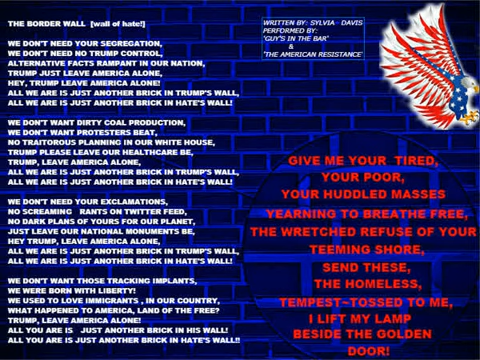 THE BORDER WALL [wall of hate!]
WE DON'T NEED YOUR SEGREGATION,
WE DON'T NEED NO TRUMP CONTROL,
ALTERNATIVE FACTS RAMPANT IN OUR NATION,
TRUMP JUST LEAVE AMERICA ALONE,
HEY, TRUMP LEAVE AMERICA ALONE!
ALL WE ARE IS JUST ANOTHER BRICK IN TRUMP'S WALL,
ALL WE ARE IS JUST ANOTHER BRICK IN HATE'S WALL!
WE DON'T WANT DIRTY COAL PRODUCTION,
WE DON'T WANT PROTESTERS BEAT,
NO TRAITOROUS PLANNING IN OUR WHITE HOUSE,
TRUMP PLEASE LEAVE OUR HEALTHCARE BE,
TRUMP, LEAVE AMERICA ALONE,
ALL WE ARE IS JUST ANOTHER BRICK IN TRUMP'S WALL,
ALL WE ARE IS JUST ANOTHER BRICK IN HATE'S WALL!
WE DON'T NEED YOUR EXCLAMATIONS,
NO SCREAMING RANTS ON TWITTER FEED,
NO DARK PLANS OF YOURS FOR OUR PLANET,
JUST LEAVE OUR NATIONAL MONUMENTS BE,
HEY TRUMP, LEAVE AMERICA ALONE,
ALL WE ARE IS JUST ANOTHER BRICK IN TRUMP'S WALL,
ALL WE ARE IS JUST ANOTHER BRICK IN HATE'S WALL!
WE DON'T WANT THOSE TRACKING IMPLANTS,
WE WERE BORN WITH LIBERTY!
WE USED TO LOVE IMMIGRANTS , IN OUR COUNTRY,
WHAT HAPPENED TO AMERICA, LAND OF THE FREE?
TRUMP, LEAVE AMERICA ALONE!
ALL YOU ARE IS JUST ANOTHER BRICK IN HIS WALL!
ALL YOU ARE IS JUST ANOTHER BRICK IN HATE'S WALL!!
WRITTEN BY: SYLVIA DAVIS
PERFORMED BY:
'GUY'S IN THE BAR'
&
'THE AMERICAN RESISTANCE'
GIVE ME YOUR TIRED,
YOUR POOR,
YOUR HUDDLED MASSES
YEARNING TO BREATHE FREE,
THE WRETCHED REFUSE OF YOUR
TEEMING SHORE,
SEND THESE,
THE HOMELESS,
TEMPEST~TOSSED TO ME,
I LIFT MY LAMP
BESIDE THE GOLDEN
DOOR!